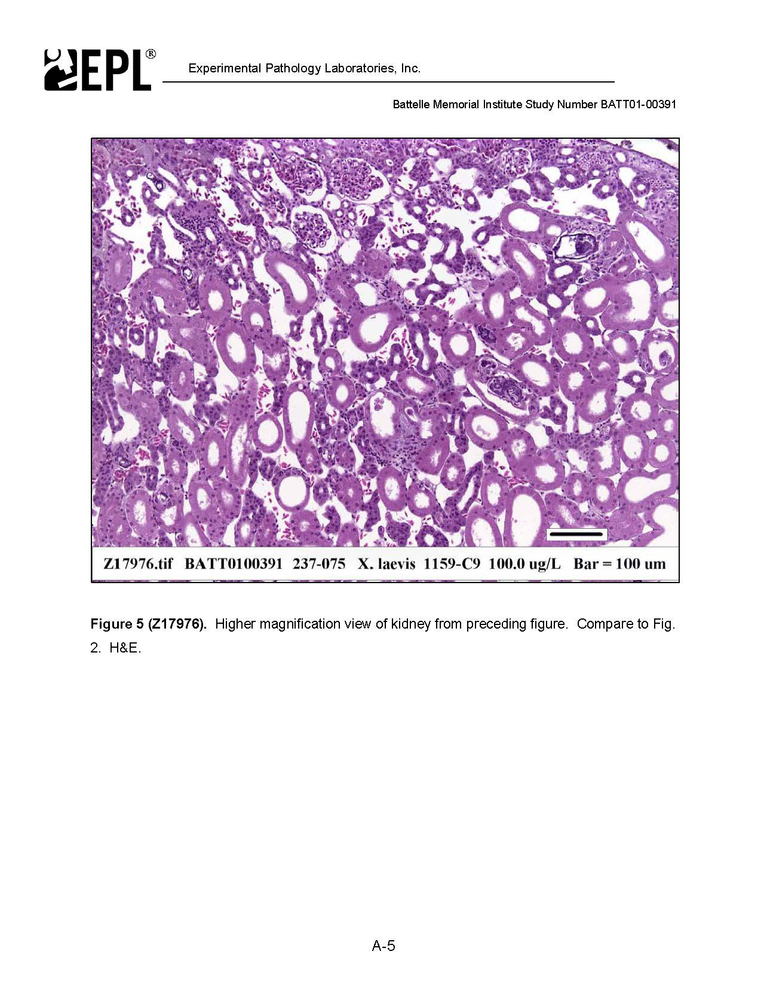 EPL®
Experimental Pathology Laboratories, Inc.
Battelle Memorial Institute Study Number BATT01-00391
Z17976.tif BATT0100391 237-075 X. laevis 1159-C9 100.0 ug/L Bar = 100 um
Figure 5 (Z17976). Higher magnification view of kidney from preceding figure. Compare to Fig.
2. H&E.
A-5